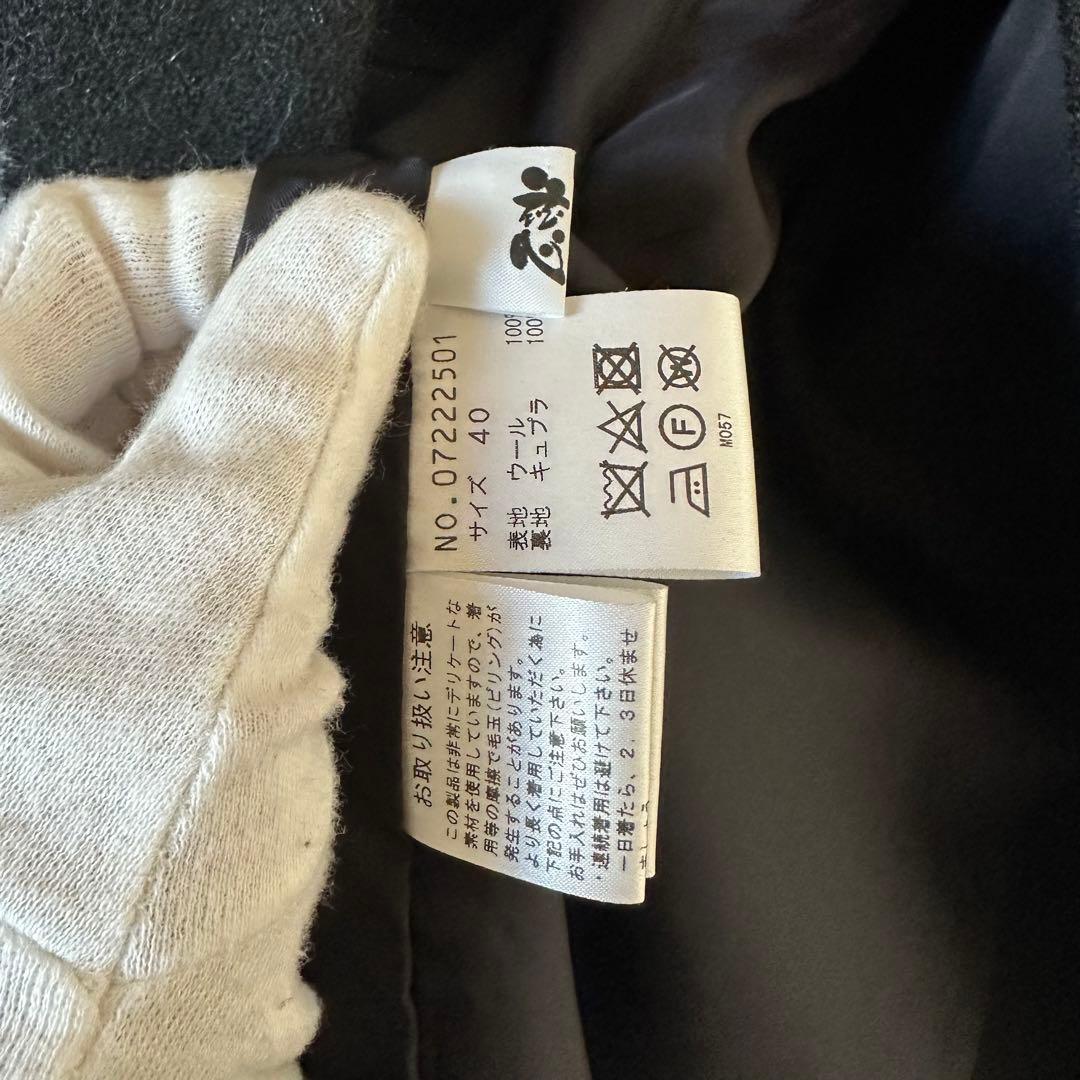 NO.07222501
サイズ 40
表地 ウール 100
裏地 キュプラ 100
F
W
M057
お取り扱い注意
この製品は非常にデリケートな
素材を使用していますので、着
用等の摩擦で毛玉(ピリング)が
発生することがあります。
より長く着用していただく為に
下記の点にご注意下さい。
お手入れはぜひお願いします。
・連続着用は避けて下さい。
一日着たら、2、3日休ませ